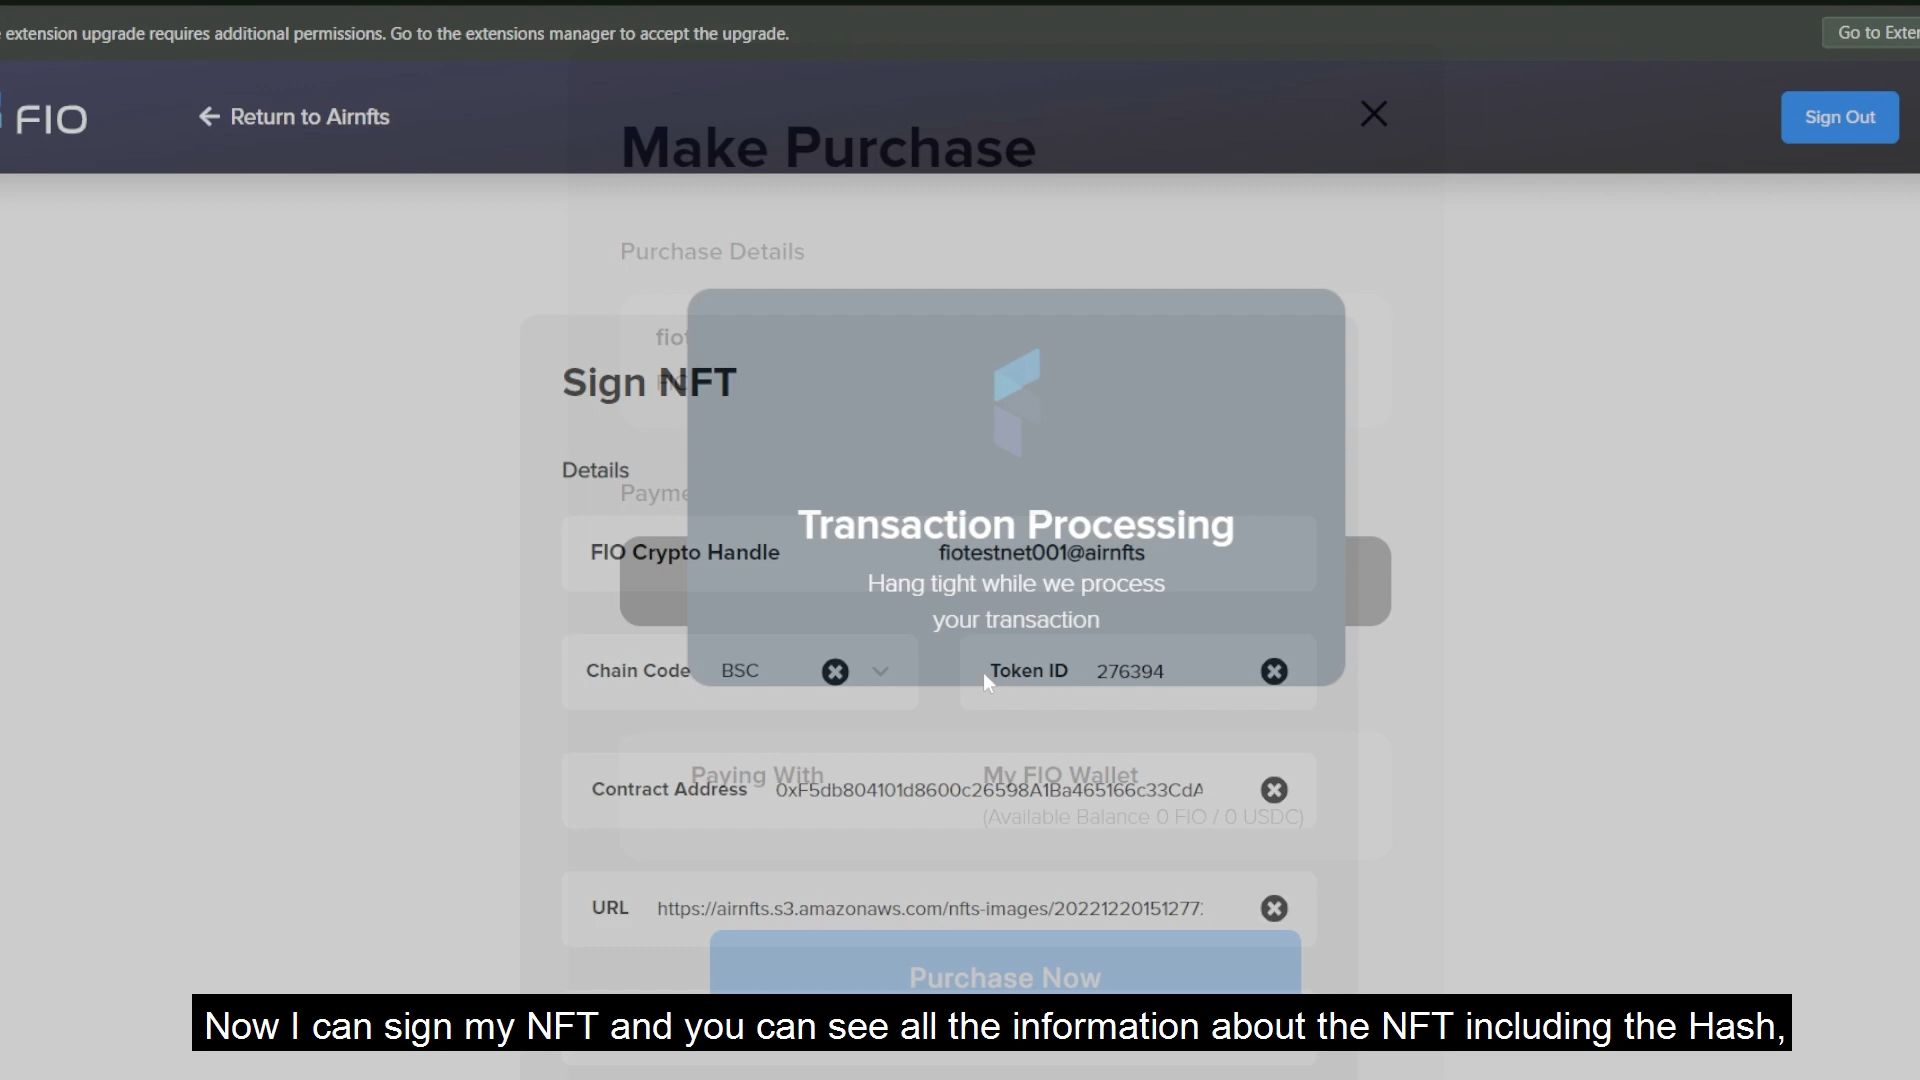 extension upgrade requires additional permissions. Go to the extensions manager to accept the upgrade.
Go to Exter
FIO
Return to Airnfts
Sign Out
Make Purchase
Purchase Details
fiot
Sign NFT
Details
Payme
Transaction Processing
FIO Crypto Handle fiotestnet001@airnfts
Hang tight while we process
your transaction
Chain Code BSC
Token ID 276394
Paying With My FIO Wallet
Contract Address 0xF5db804101d8600c26598A1Ba465166c33CdA
(Available Balance 0 FIO / 0 USDC)
URL https://airnfts.s3.amazonaws.com/nfts-images/20221220151277:
Purchase Now
Now I can sign my NFT and you can see all the information about the NFT including the Hash,